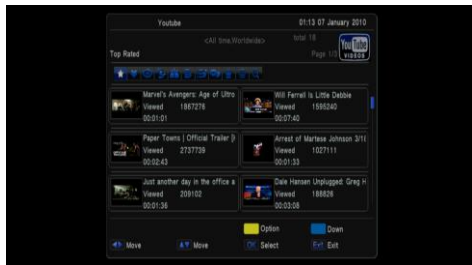 Youtube 01:13 07 January 2010
<All time,Worldwide> total 18
Top Rated Page 1/3
You Tube
VIDEOS
Marvel's Avengers: Age of Ultro
Viewed 1867276
00:01:01
Will Ferrell Is Little Debbie
Viewed 1595240
00:07:40
Paper Towns | Official Trailer [
Viewed 2737739
00:02:43
Arrest of Martese Johnson 3/1
Viewed 1027111
00:01:33
Just another day in the office a
Viewed 209102
00:01:36
Dale Hansen Unplugged: Greg H
Viewed 188826
00:03:08
Option Down
Move Move OK Select Exit Exit